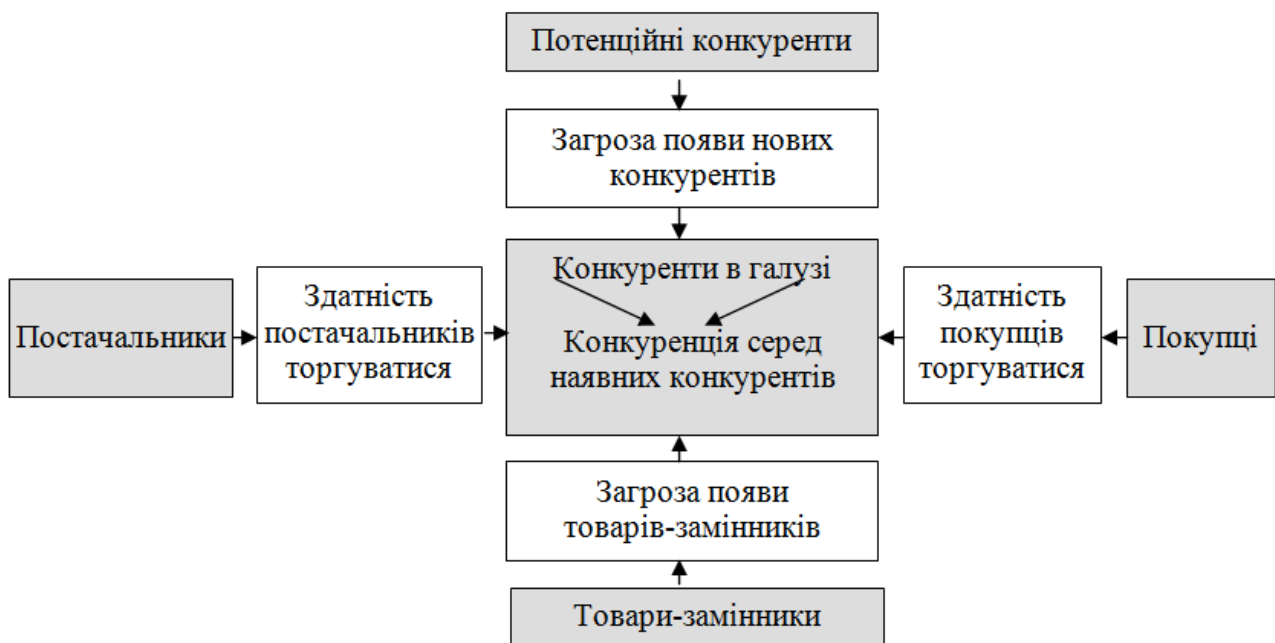 Потенційні конкуренти
Загроза появи нових
конкурентів
Конкуренти в галузі
Конкуренція серед
наявних конкурентів
Постачальники
Здатність
постачальників
торгуватися
Здатність
покупців
торгуватися
Покупці
Загроза появи
товарів-замінників
Товари-замінники